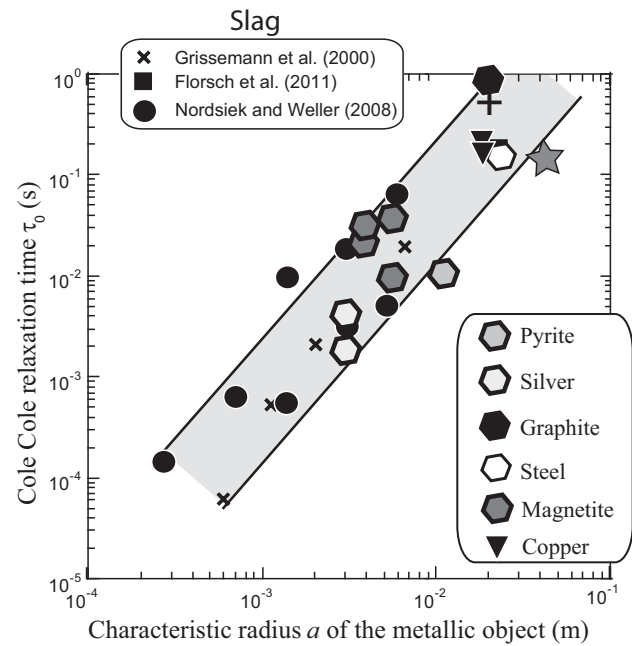 Slag
Grissemann et al. (2000)
Florsch et al. (2011)
Nordsiek and Weller (2008)
10⁰
10⁻¹
10⁻²
10⁻³
10⁻⁴
10⁻⁵
Cole Cole relaxation time τ₀ (s)
Pyrite
Silver
Graphite
Steel
Magnetite
Copper
10⁻⁴ 10⁻³ 10⁻² 10⁻¹
Characteristic radius a of the metallic object (m)